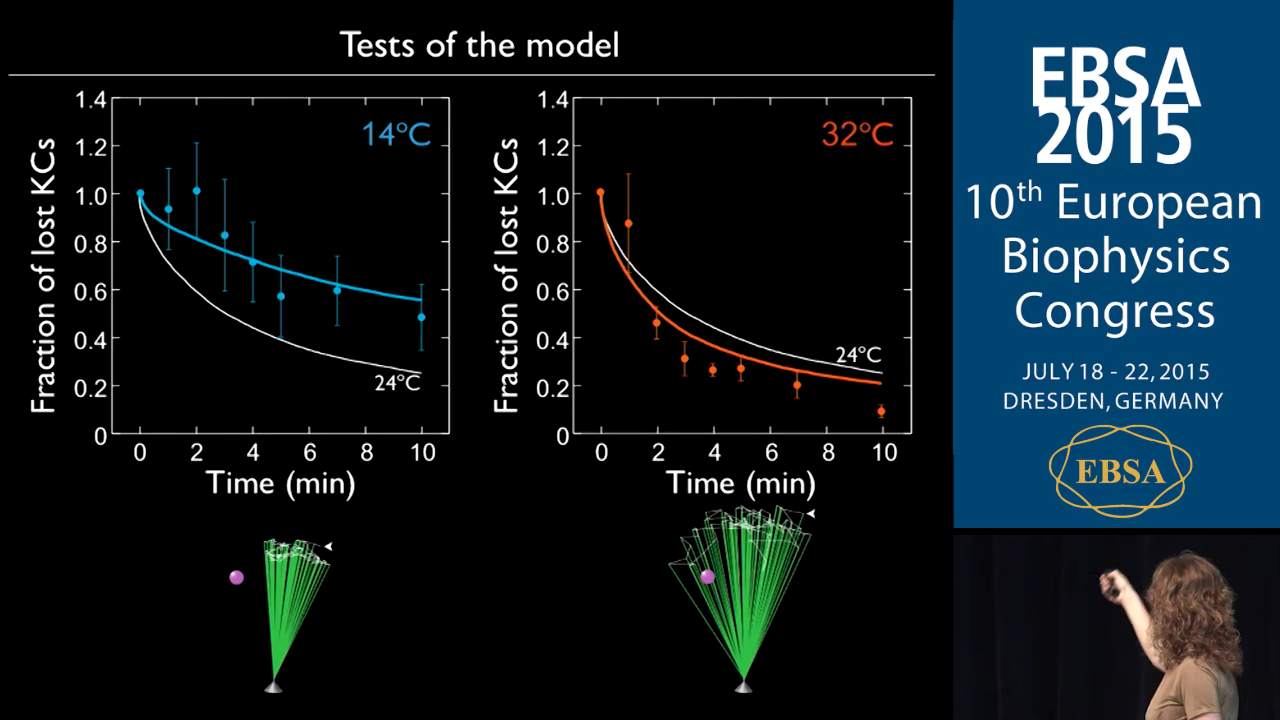 Tests of the model
Fraction of lost KCs
1.4
1.2
1.0
0.8
0.6
0.4
0.2
0
14°C
24°C
0 2 4 6 8 10
Time (min)
Fraction of lost KCs
1.4
1.2
1.0
0.8
0.6
0.4
0.2
0
32°C
24°C
0 2 4 6 8 10
Time (min)
EBSA
2015
10th European
Biophysics
Congress
JULY 18 - 22, 2015
DRESDEN, GERMANY
EBSA